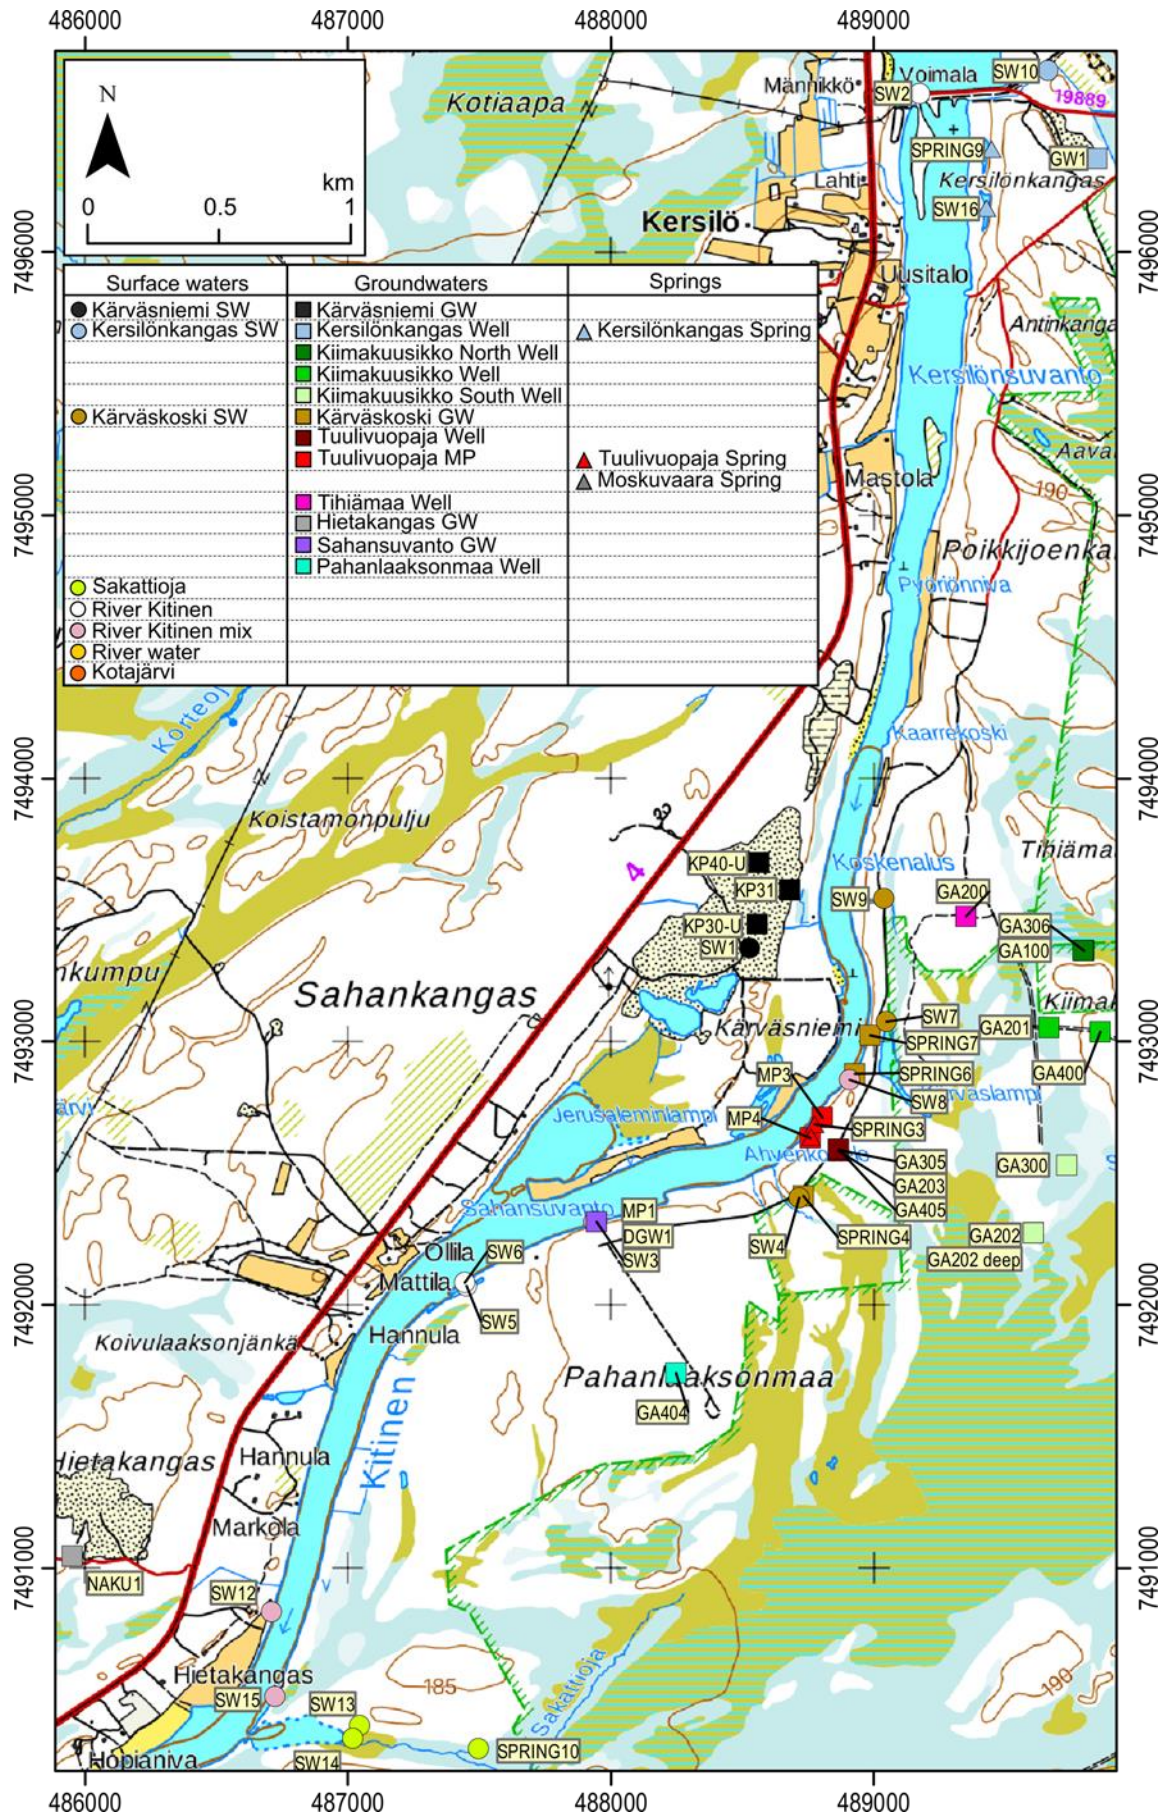 486000 487000 488000 489000
N
km
0 0.5 1
Kotiaapa
Männikkö
Voimala
SW10
SW2
19889
SPRING9
GW1
Lahti
Kersilönkangas
SW16
Kersilö
7496000 7496000
Uusitalo
Surface waters Groundwaters Springs
Kärväsniemi SW Kärväsniemi GW
Kersilönkangas SW Kersilönkangas Well Kersilönkangas Spring
Kiimakuusikko North Well
Kiimakuusikko Well
Kiimakuusikko South Well
Kärväskoski SW Kärväskoski GW
Tuulivuopaja Well
Tuulivuopaja MP Tuulivuopaja Spring
Moskuvaara Spring
Tihiämaa Well
Hietakangas GW
Sahansuvanto GW
Pahanlaaksonmaa Well
Sakattioja
River Kitinen
River Kitinen mix
River water
Kotajärvi
Antinkanga
Kersilönsuvanto
Aaval
Mastola
190
7495000 7495000
Poikkijoenka
Pyöriönniva
Korteoj
Kaarrekoski
7494000 7494000
Koistamonpulju
4
KP40-U
Koskenalus
Tihiämaa
KP31
SW9
GA200
KP30-U
GA306
SW1
GA100
nkumpu
Sahankangas
Kiimal
7493000 7493000
Kärväsniemi
SW7
GA201
SPRING7
MP3
SPRING6
GA400
ärvi
Jerusaleminlampi
SW8
MP4
SPRING3
GA305
GA300
GA203
Sahansuvanto
MP1
GA405
DGW1
SW4
SPRING4
GA202
Ollila
SW6
SW3
GA202 deep
Mattila
7492000 7492000
SW5
Hannula
Koivulaaksonjänkä
Pahanlaaksonmaa
GA404
Kitinen
Hietakangas
Hannula
Markola
7491000 7491000
NAKU1
SW12
Hietakangas
185
190
SW15
SW13
Sakattioja
SW14
SPRING10
Hopianiva
486000 487000 488000 489000